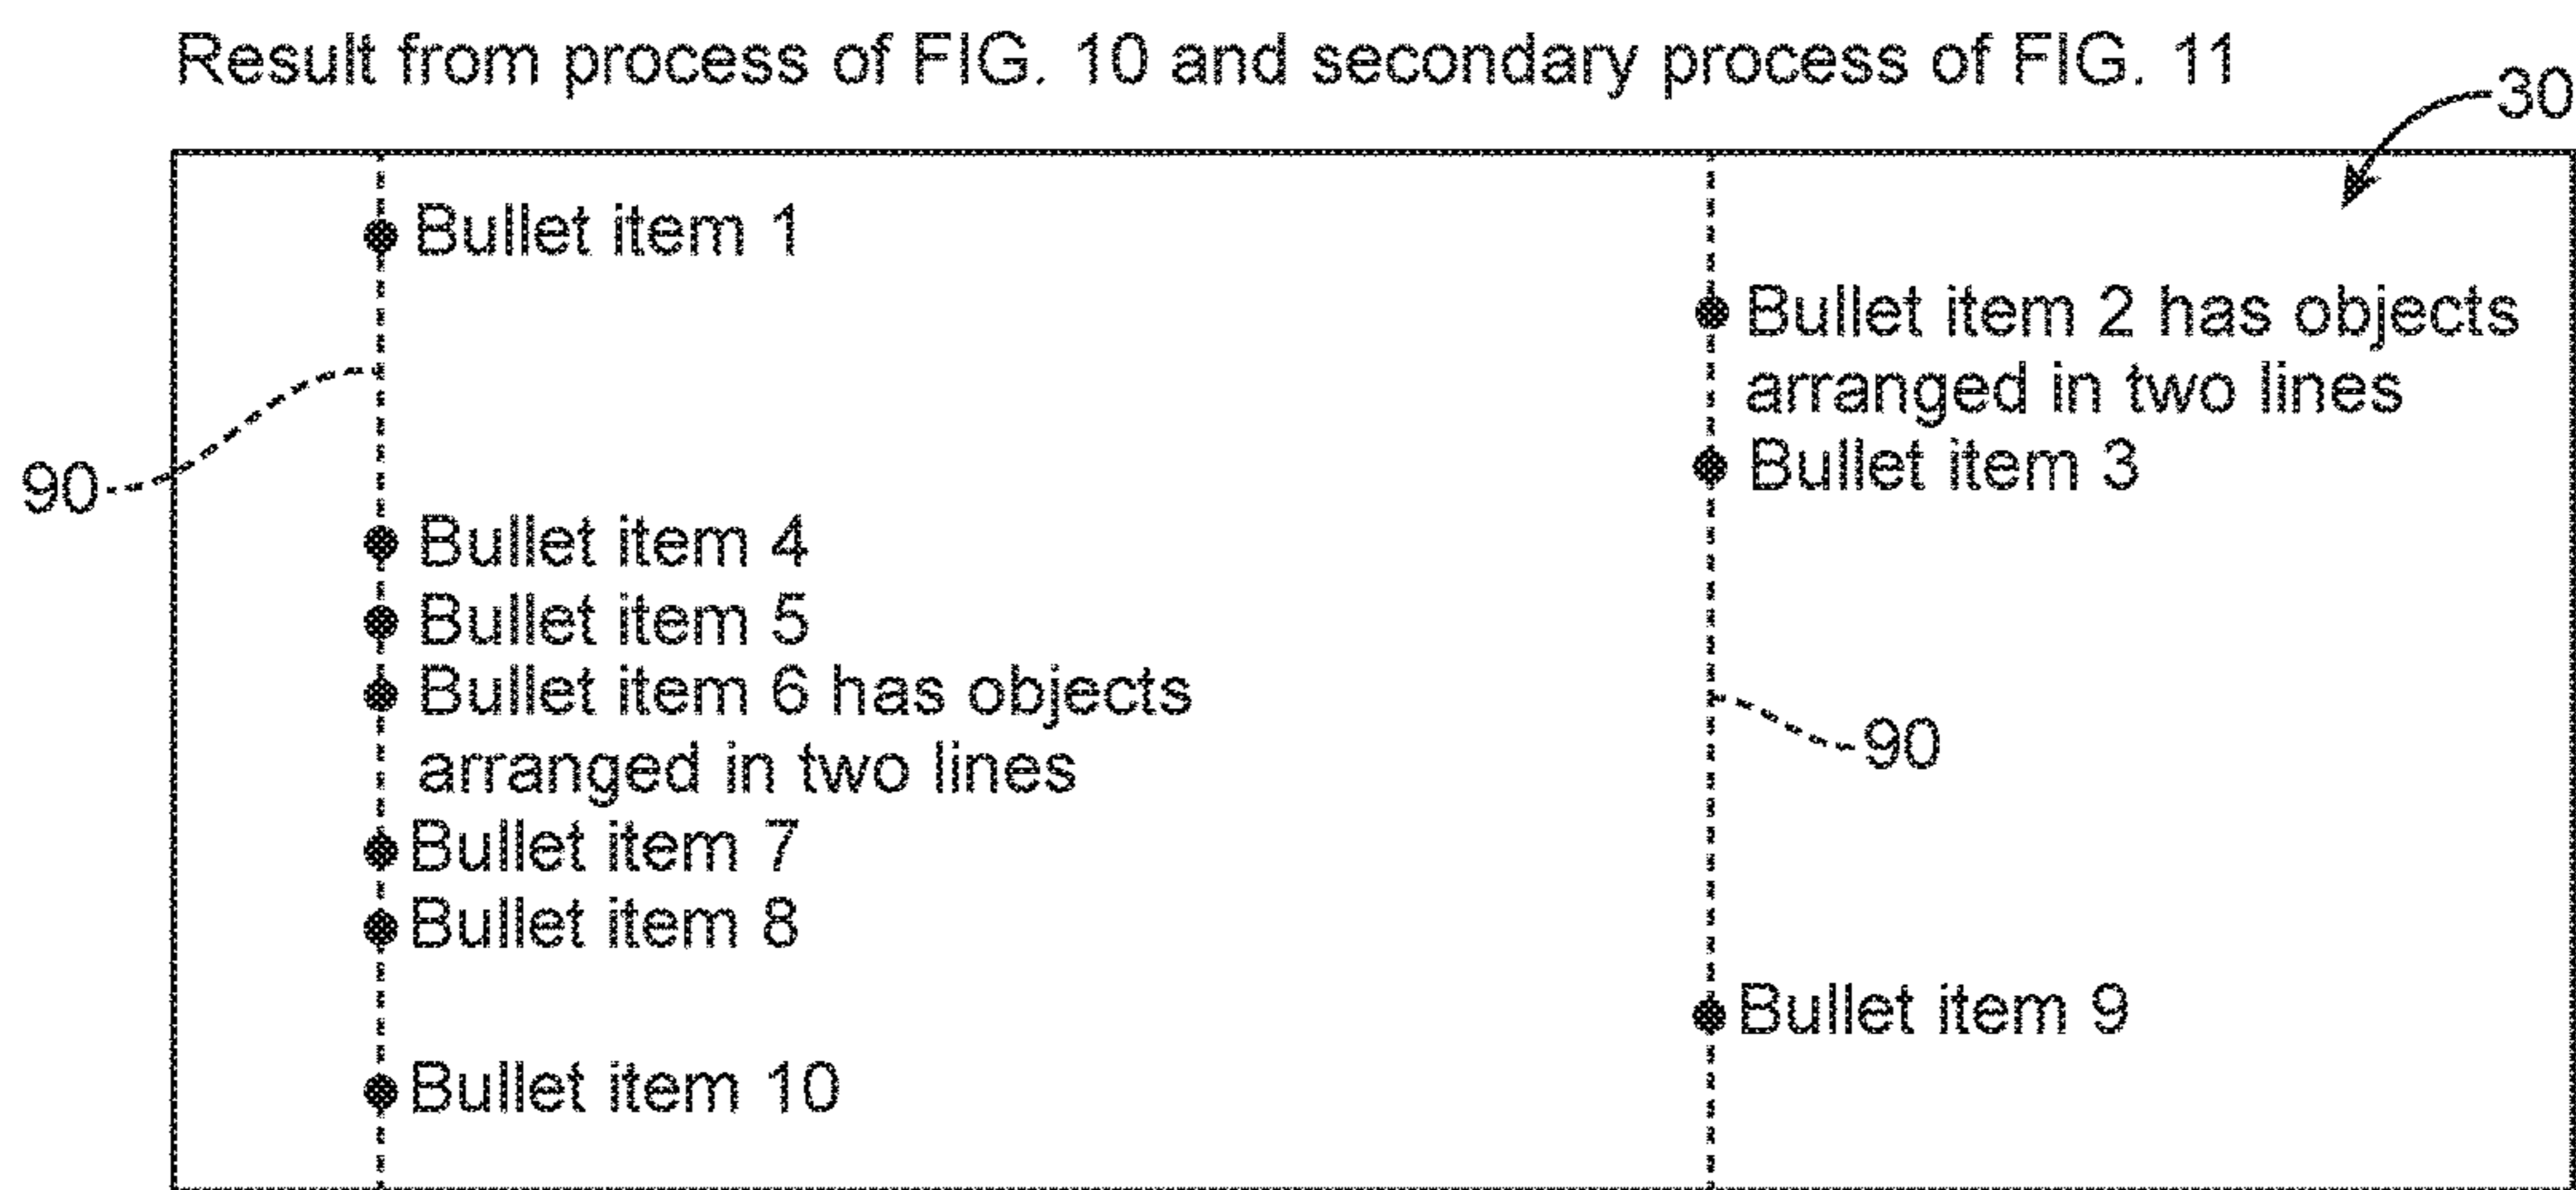 Result from process of FIG. 10 and secondary process of FIG. 11
30
Bullet item 1
Bullet item 2 has objects
arranged in two lines
Bullet item 3
90
Bullet item 4
Bullet item 5
Bullet item 6 has objects
arranged in two lines
90
Bullet item 7
Bullet item 8
Bullet item 9
Bullet item 10